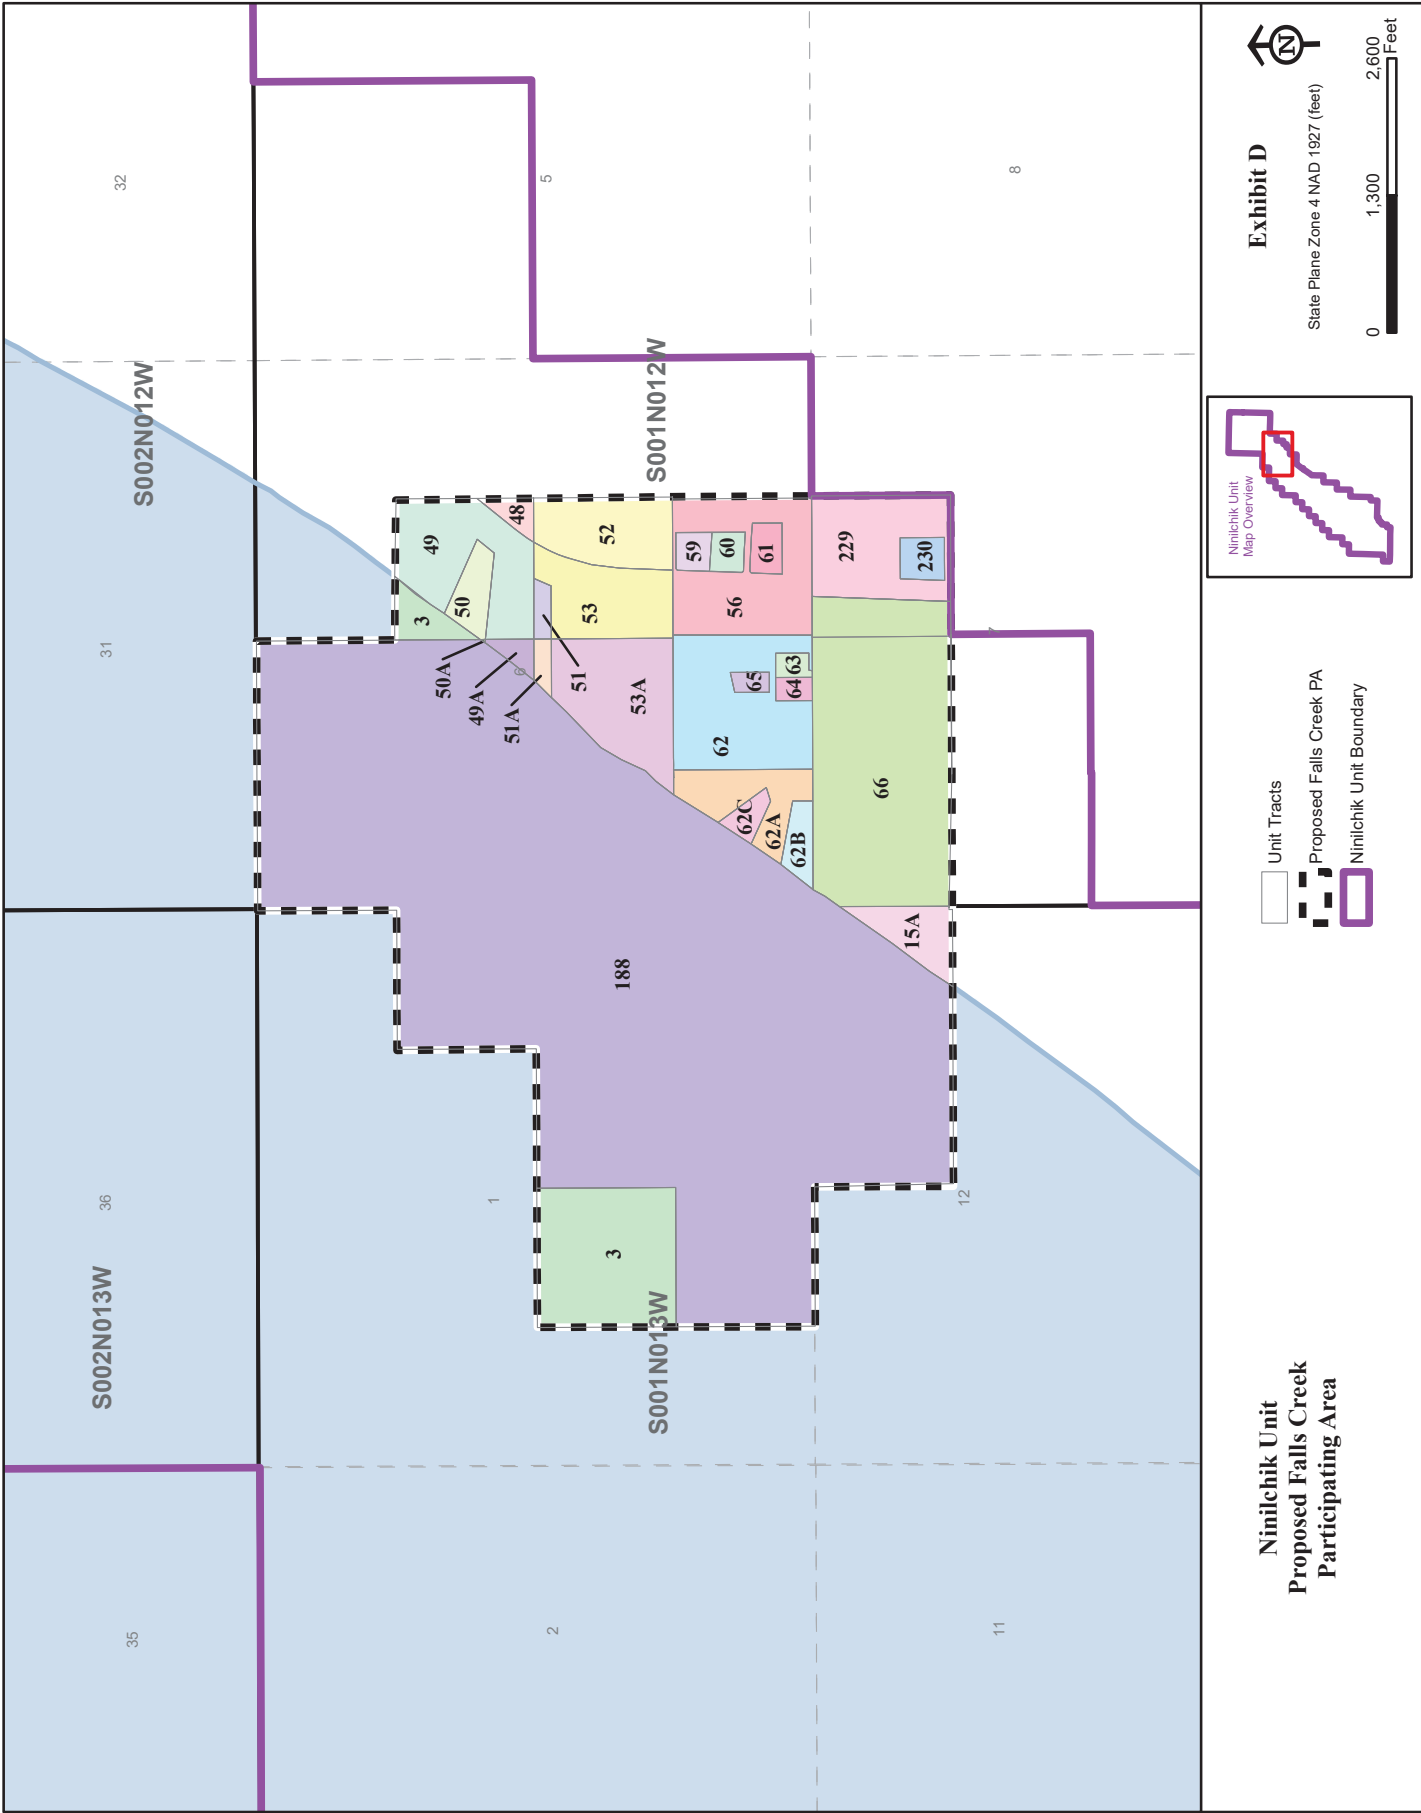 S002N013W
S002N012W
35
36
31
32
2
1
6
5
11
12
7
8
S001N013W
S001N012W
3
188
3
49
50
48
50A
49A
51A
51
52
53
53A
59
60
61
56
62
65
64
63
62C
62A
62B
66
229
230
15A
Ninilchik Unit
Proposed Falls Creek
Participating Area
Unit Tracts
Proposed Falls Creek PA
Ninilchik Unit Boundary
Ninilchik Unit
Map Overview
Exhibit D
State Plane Zone 4 NAD 1927 (feet)
0 1,300 2,600
Feet
N